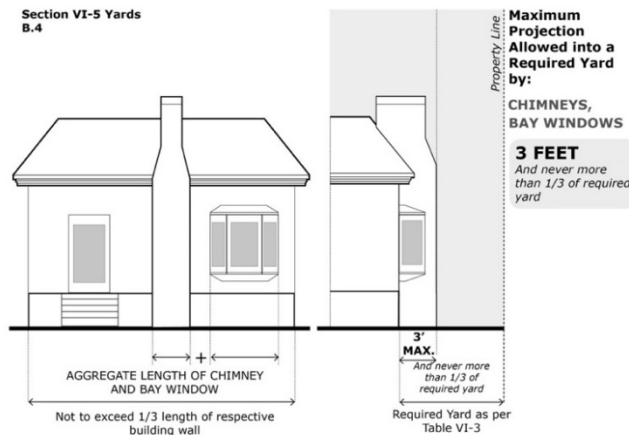 Section VI-5 Yards
B.4
Property Line
Maximum
Projection
Allowed into a
Required Yard
by:
CHIMNEYS,
BAY WINDOWS
3 FEET
And never more
than 1/3 of required
yard
+
AGGREGATE LENGTH OF CHIMNEY
AND BAY WINDOW
Not to exceed 1/3 length of respective
building wall
3'
MAX.
And never more
than 1/3 of
required yard
Required Yard as per
Table VI-3